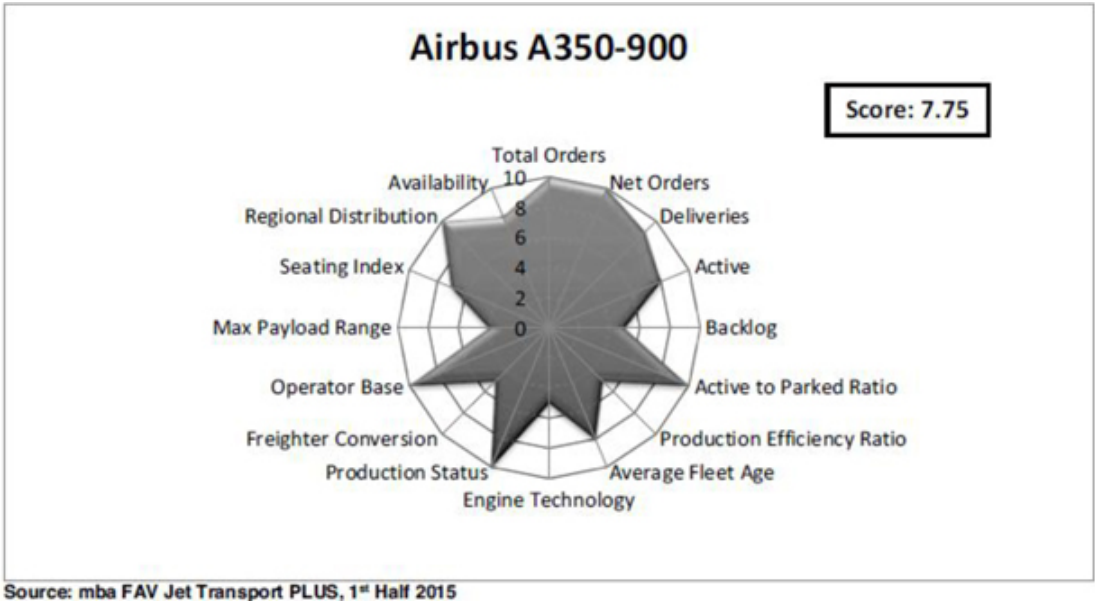 Airbus A350-900
Score: 7.75
Total Orders
Availability
10
Net Orders
Regional Distribution
8
Deliveries
6
Seating Index
4
Active
2
Max Payload Range
0
Backlog
Operator Base
Active to Parked Ratio
Freighter Conversion
Production Efficiency Ratio
Production Status
Average Fleet Age
Engine Technology
Source: mba FAV Jet Transport PLUS, 1st Half 2015